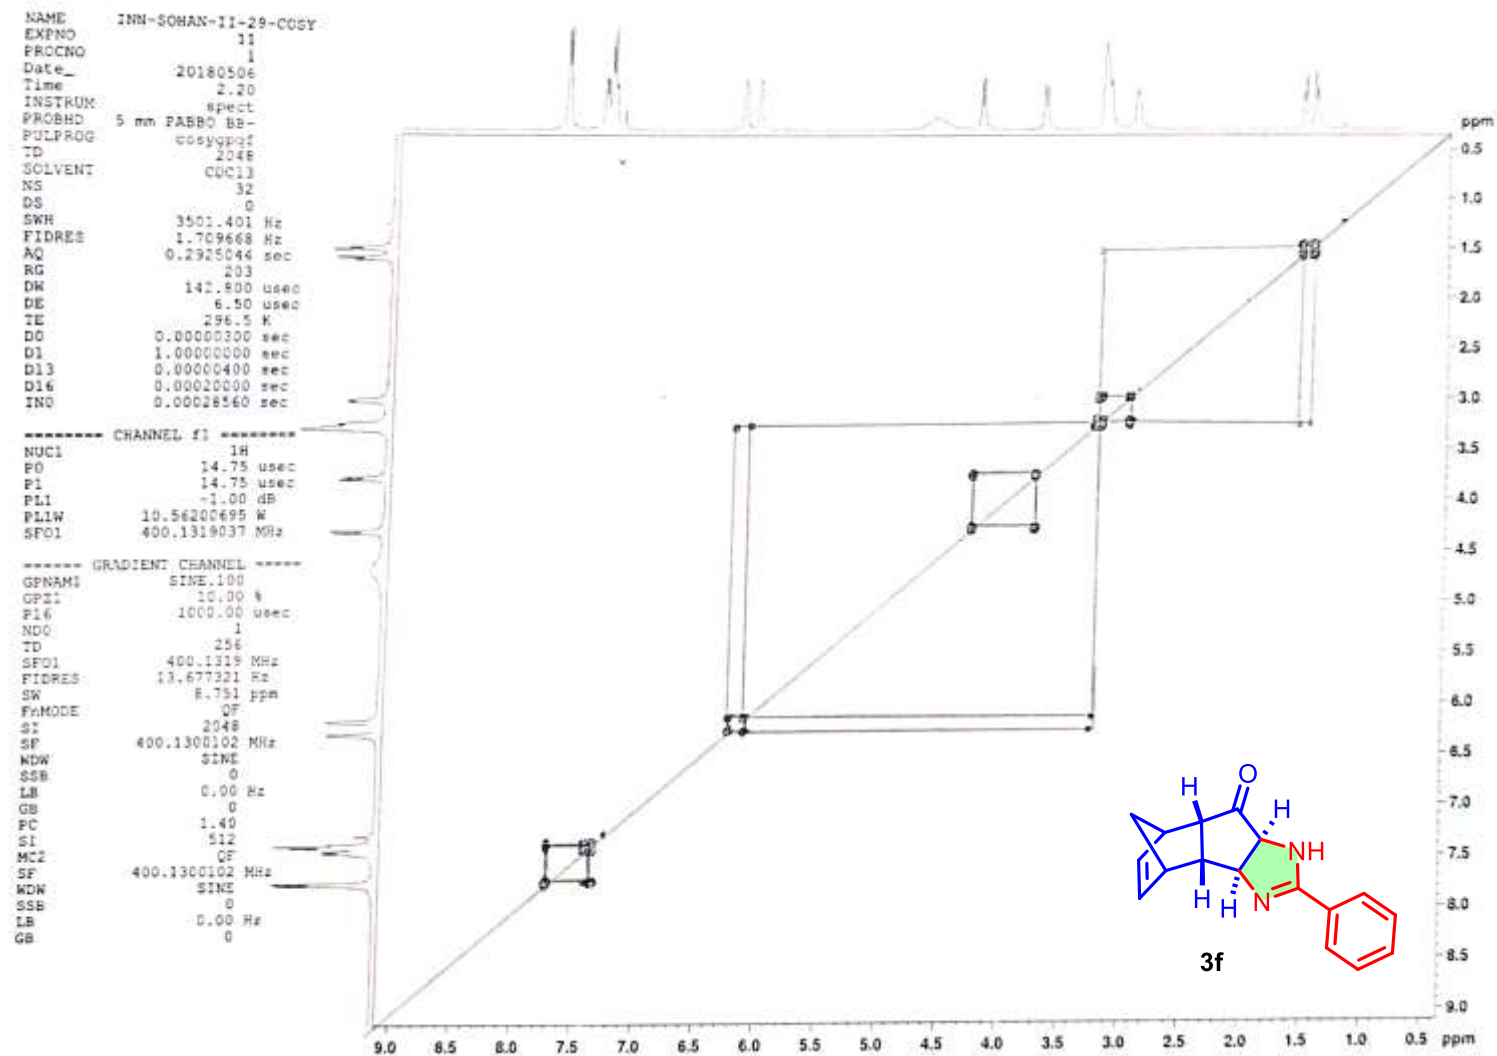 NAME INN-SOHAN-II-29-COSY
EXPNO 11
PROCNO 1
Date_ 20180506
Time 2.20
INSTRUM spect
PROBHD 5 mm PABBO BB-
PULPROG cosygpqf
TD 2048
SOLVENT CDCl3
NS 32
DS 0
SWH 3501.401 Hz
FIDRES 1.709668 Hz
AQ 0.2925044 sec
RG 203
DW 142.800 usec
DE 6.50 usec
TE 296.5 K
D0 0.00000300 sec
D1 1.00000000 sec
D13 0.00000400 sec
D16 0.00020000 sec
IN0 0.00028560 sec
======== CHANNEL f1 ========
NUC1 1H
P0 14.75 usec
P1 14.75 usec
PL1 -1.00 dB
PL1W 10.56200695 W
SFO1 400.1319037 MHz
====== GRADIENT CHANNEL =====
GPNAM1 SINE.100
GPZ1 10.00 %
P16 1000.00 usec
ND0 1
TD 256
SFO1 400.1319 MHz
FIDRES 13.677321 Hz
SW 8.751 ppm
FnMODE QF
SI 2048
SF 400.1300102 MHz
WDW SINE
SSB 0
LB 0.00 Hz
GB 0
PC 1.40
SI 512
MC2 QF
SF 400.1300102 MHz
WDW SINE
SSB 0
LB 0.00 Hz
GB 0
ppm
0.5
1.0
1.5
2.0
2.5
3.0
3.5
4.0
4.5
5.0
5.5
6.0
6.5
7.0
7.5
8.0
8.5
9.0
H O H
NH
H H N
3f
9.0 8.5 8.0 7.5 7.0 6.5 6.0 5.5 5.0 4.5 4.0 3.5 3.0 2.5 2.0 1.5 1.0 0.5 ppm